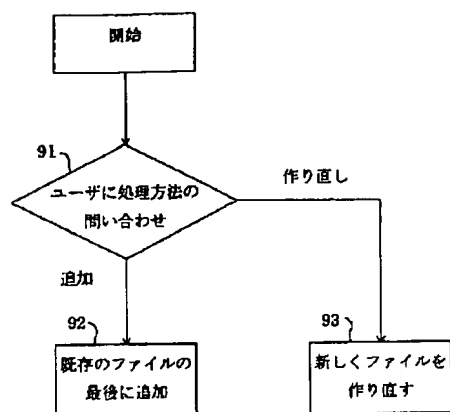 開始
91
ユーザに処理方法の
問い合わせ
作り直し
追加
92
既存のファイルの
最後に追加
93
新しくファイルを
作り直す